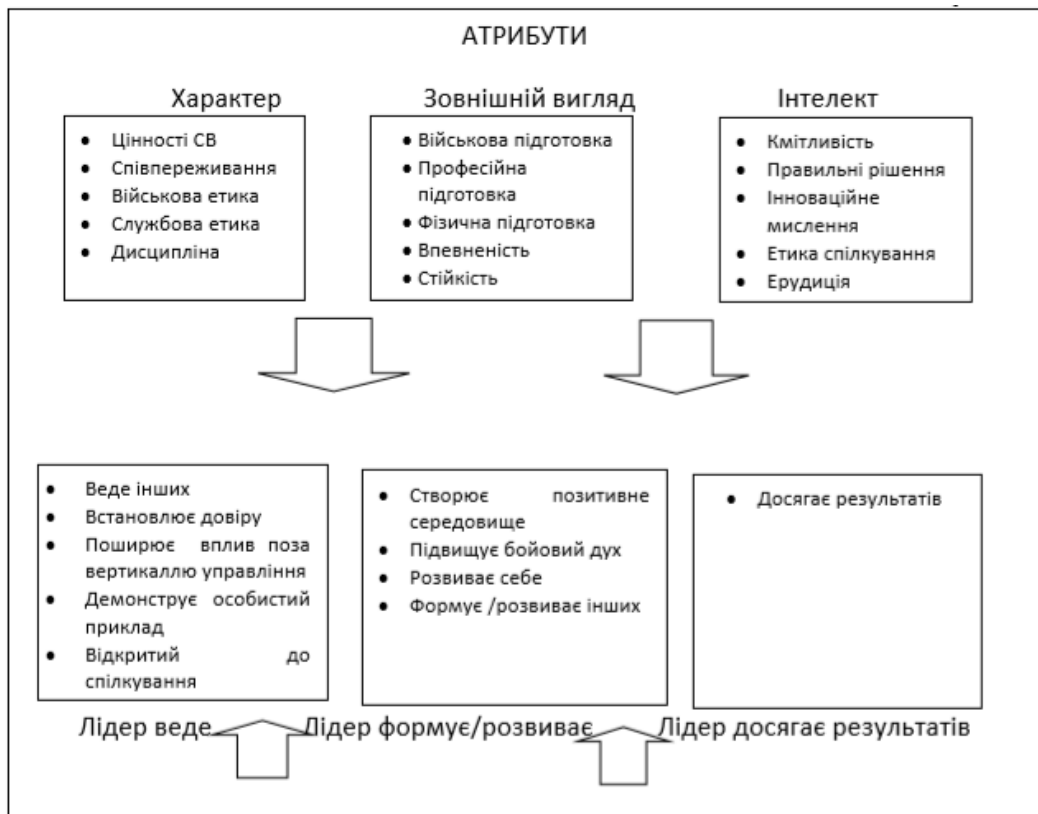 АТРИБУТИ
Характер
• Цінності СВ
• Співпереживання
• Військова етика
• Службова етика
• Дисципліна
Зовнішній вигляд
• Військова підготовка
• Професійна
підготовка
• Фізична підготовка
• Впевненість
• Стійкість
Інтелект
• Кмітливість
• Правильні рішення
• Інноваційне
мислення
• Етика спілкування
• Ерудиція
• Веде інших
• Встановлює довіру
• Поширює вплив поза
вертикаллю управління
• Демонструє особистий
приклад
• Відкритий до
спілкування
Лідер веде
• Створює позитивне
середовище
• Підвищує бойовий дух
• Розвиває себе
• Формує /розвиває інших
Лідер формує/розвиває
• Досягає результатів
Лідер досягає результатів